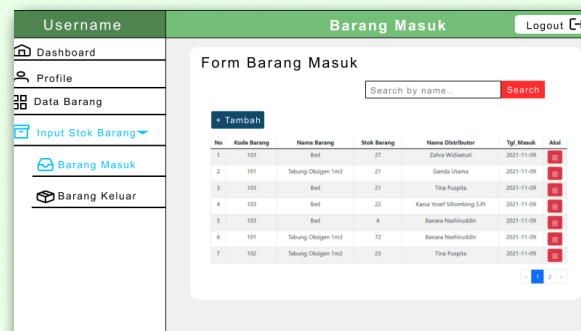 Username
Barang Masuk
Logout
Dashboard
Profile
Data Barang
Input Stok Barang
Barang Masuk
Barang Keluar
Form Barang Masuk
Search by name..
Search
+ Tambah
No Kode Barang Nama Barang Stok Barang Nama Distributor Tgl_Masuk Aksi
1 103 Bed 27 Zahra Widiastuti 2021-11-09
2 101 Tabung Oksigen 1m3 21 Ganda Utama 2021-11-09
3 103 Bed 21 Tina Puspita 2021-11-09
4 103 Bed 22 Karsa Yosef Sihombing S.Pt 2021-11-09
5 103 Bed 6 Banara Nashiruddin 2021-11-09
6 101 Tabung Oksigen 1m3 72 Banara Nashiruddin 2021-11-09
7 102 Tabung Oksigen 1m2 23 Tina Puspita 2021-11-09
‹ 1 2 ›